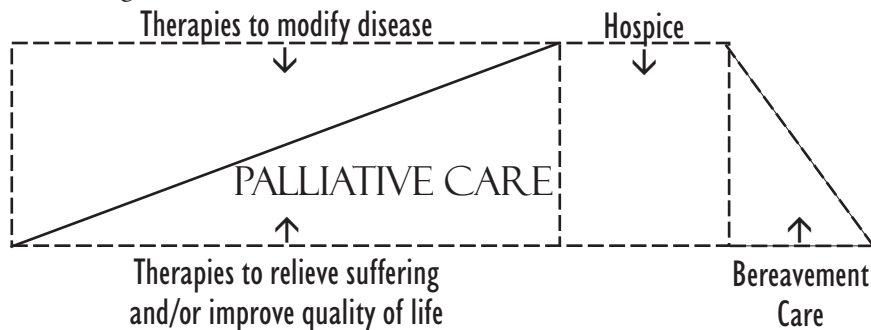 Therapies to modify disease
Hospice
PALLIATIVE CARE
Therapies to relieve suffering
and/or improve quality of life
Bereavement
Care